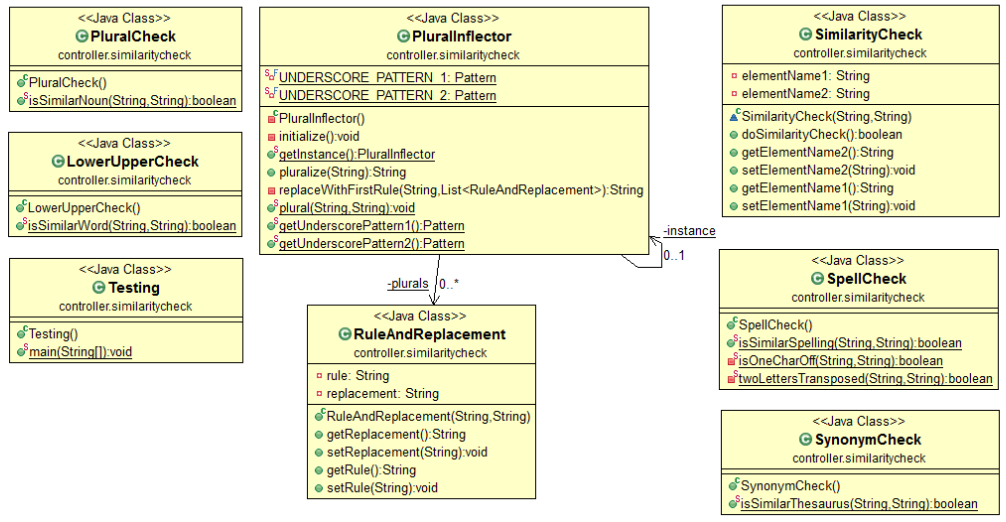 <<Java Class>>
PluralCheck
controller.similaritycheck
PluralCheck()
isSimilarNoun(String,String):boolean
<<Java Class>>
LowerUpperCheck
controller.similaritycheck
LowerUpperCheck()
isSimilarWord(String,String):boolean
<<Java Class>>
Testing
controller.similaritycheck
Testing()
main(String[]):void
<<Java Class>>
PluralInflector
controller.similaritycheck
UNDERSCORE_PATTERN_1: Pattern
UNDERSCORE_PATTERN_2: Pattern
PluralInflector()
initialize():void
getInstance():PluralInflector
pluralize(String):String
replaceWithFirstRule(String,List<RuleAndReplacement>):String
plural(String,String):void
getUnderscorePattern1():Pattern
getUnderscorePattern2():Pattern
-instance
0..1
-plurals
0..*
<<Java Class>>
RuleAndReplacement
controller.similaritycheck
rule: String
replacement: String
RuleAndReplacement(String,String)
getReplacement():String
setReplacement(String):void
getRule():String
setRule(String):void
<<Java Class>>
SimilarityCheck
controller.similaritycheck
elementName1: String
elementName2: String
SimilarityCheck(String,String)
doSimilarityCheck():boolean
getElementName2():String
setElementName2(String):void
getElementName1():String
setElementName1(String):void
<<Java Class>>
SpellCheck
controller.similaritycheck
SpellCheck()
isSimilarSpelling(String,String):boolean
isOneCharOff(String,String):boolean
twoLettersTransposed(String,String):boolean
<<Java Class>>
SynonymCheck
controller.similaritycheck
SynonymCheck()
isSimilarThesaurus(String,String):boolean